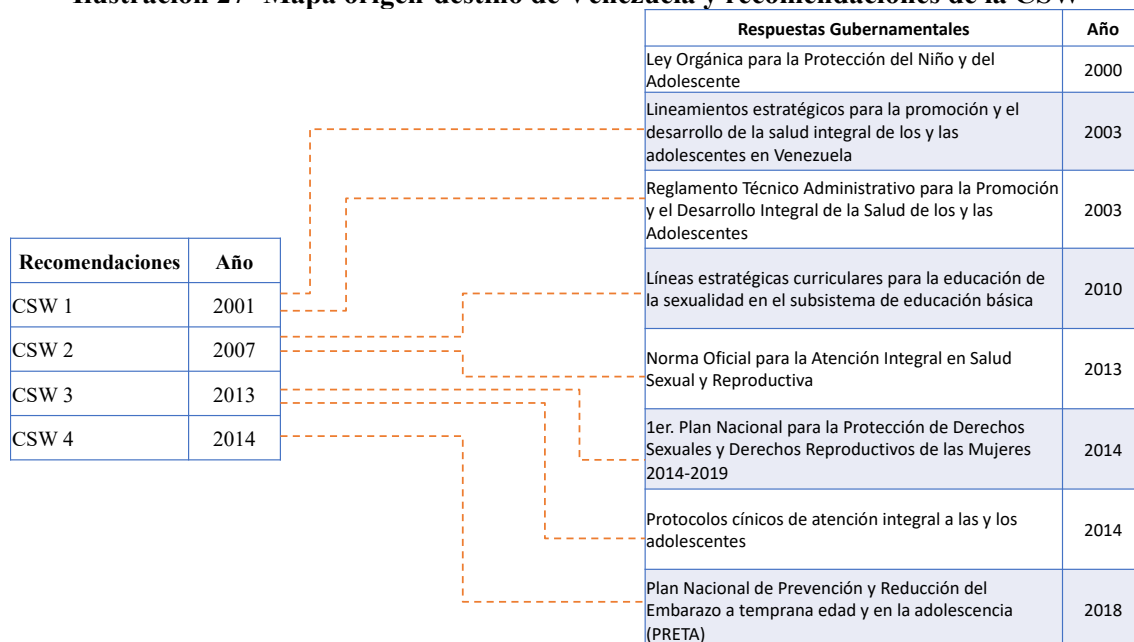 Ilustración 27 Mapa origen-destino de Venezuela y recomendaciones de la CSW
Recomendaciones Año
CSW 1 2001
CSW 2 2007
CSW 3 2013
CSW 4 2014
Respuestas Gubernamentales Año
Ley Orgánica para la Protección del Niño y del
Adolescente
2000
Lineamientos estratégicos para la promoción y el
desarrollo de la salud integral de los y las
adolescentes en Venezuela
2003
Reglamento Técnico Administrativo para la Promoción
y el Desarrollo Integral de la Salud de los y las
Adolescentes
2003
Líneas estratégicas curriculares para la educación de
la sexualidad en el subsistema de educación básica
2010
Norma Oficial para la Atención Integral en Salud
Sexual y Reproductiva
2013
1er. Plan Nacional para la Protección de Derechos
Sexuales y Derechos Reproductivos de las Mujeres
2014-2019
2014
Protocolos cínicos de atención integral a las y los
adolescentes
2014
Plan Nacional de Prevención y Reducción del
Embarazo a temprana edad y en la adolescencia
(PRETA)
2018